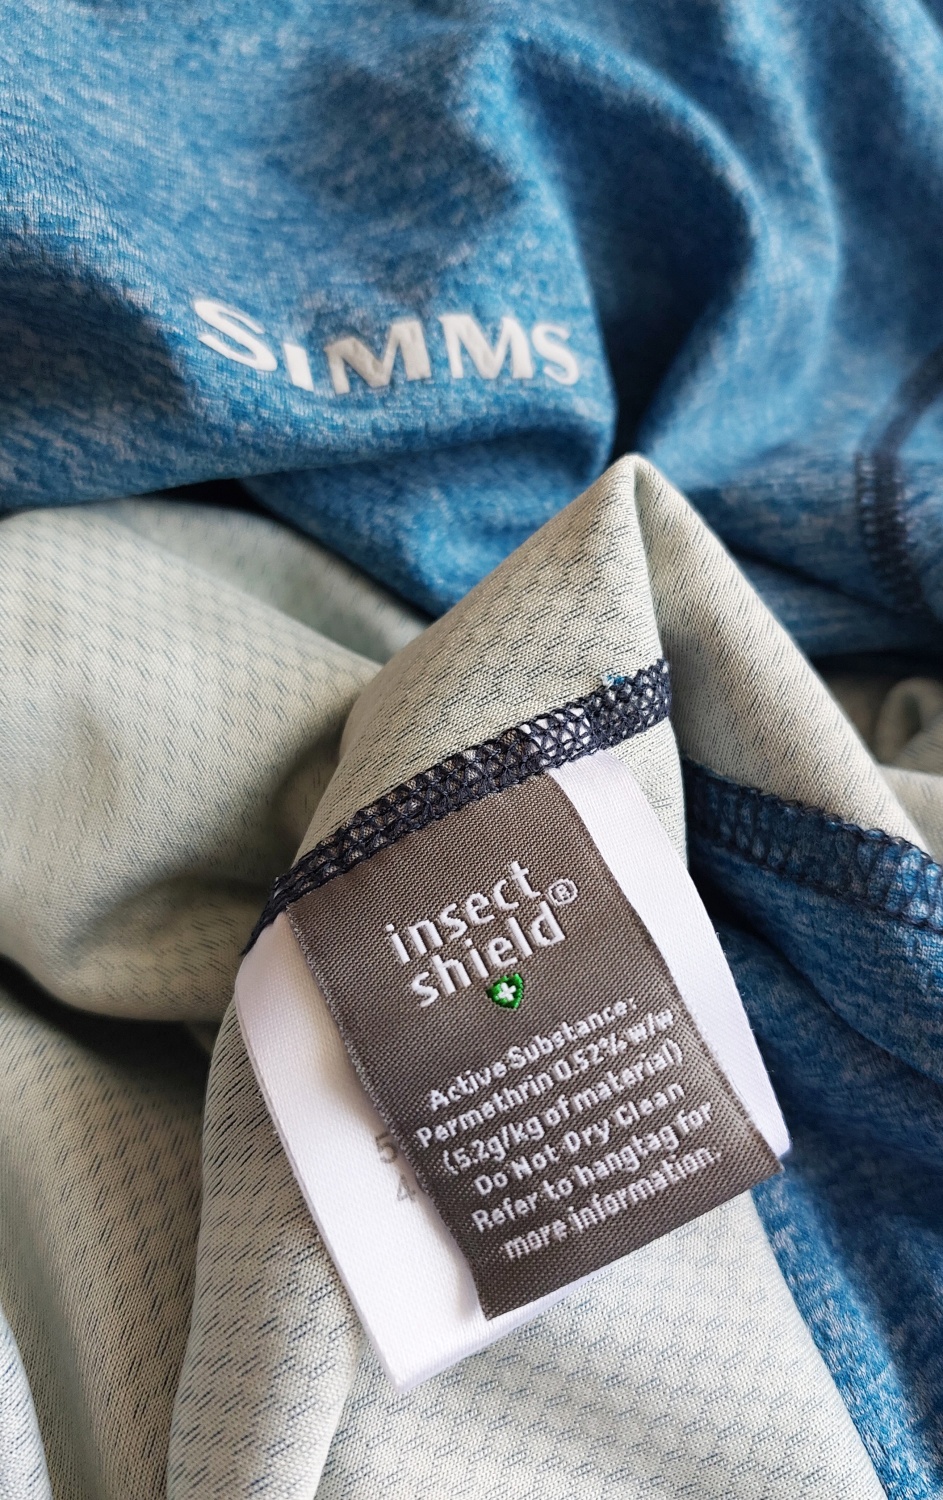 SIMMS
insect
shield®
Active Substance:
Permethrin 0.52% w/w
(5.2g/kg of material)
Do Not Dry Clean
Refer to hangtag for
more information.